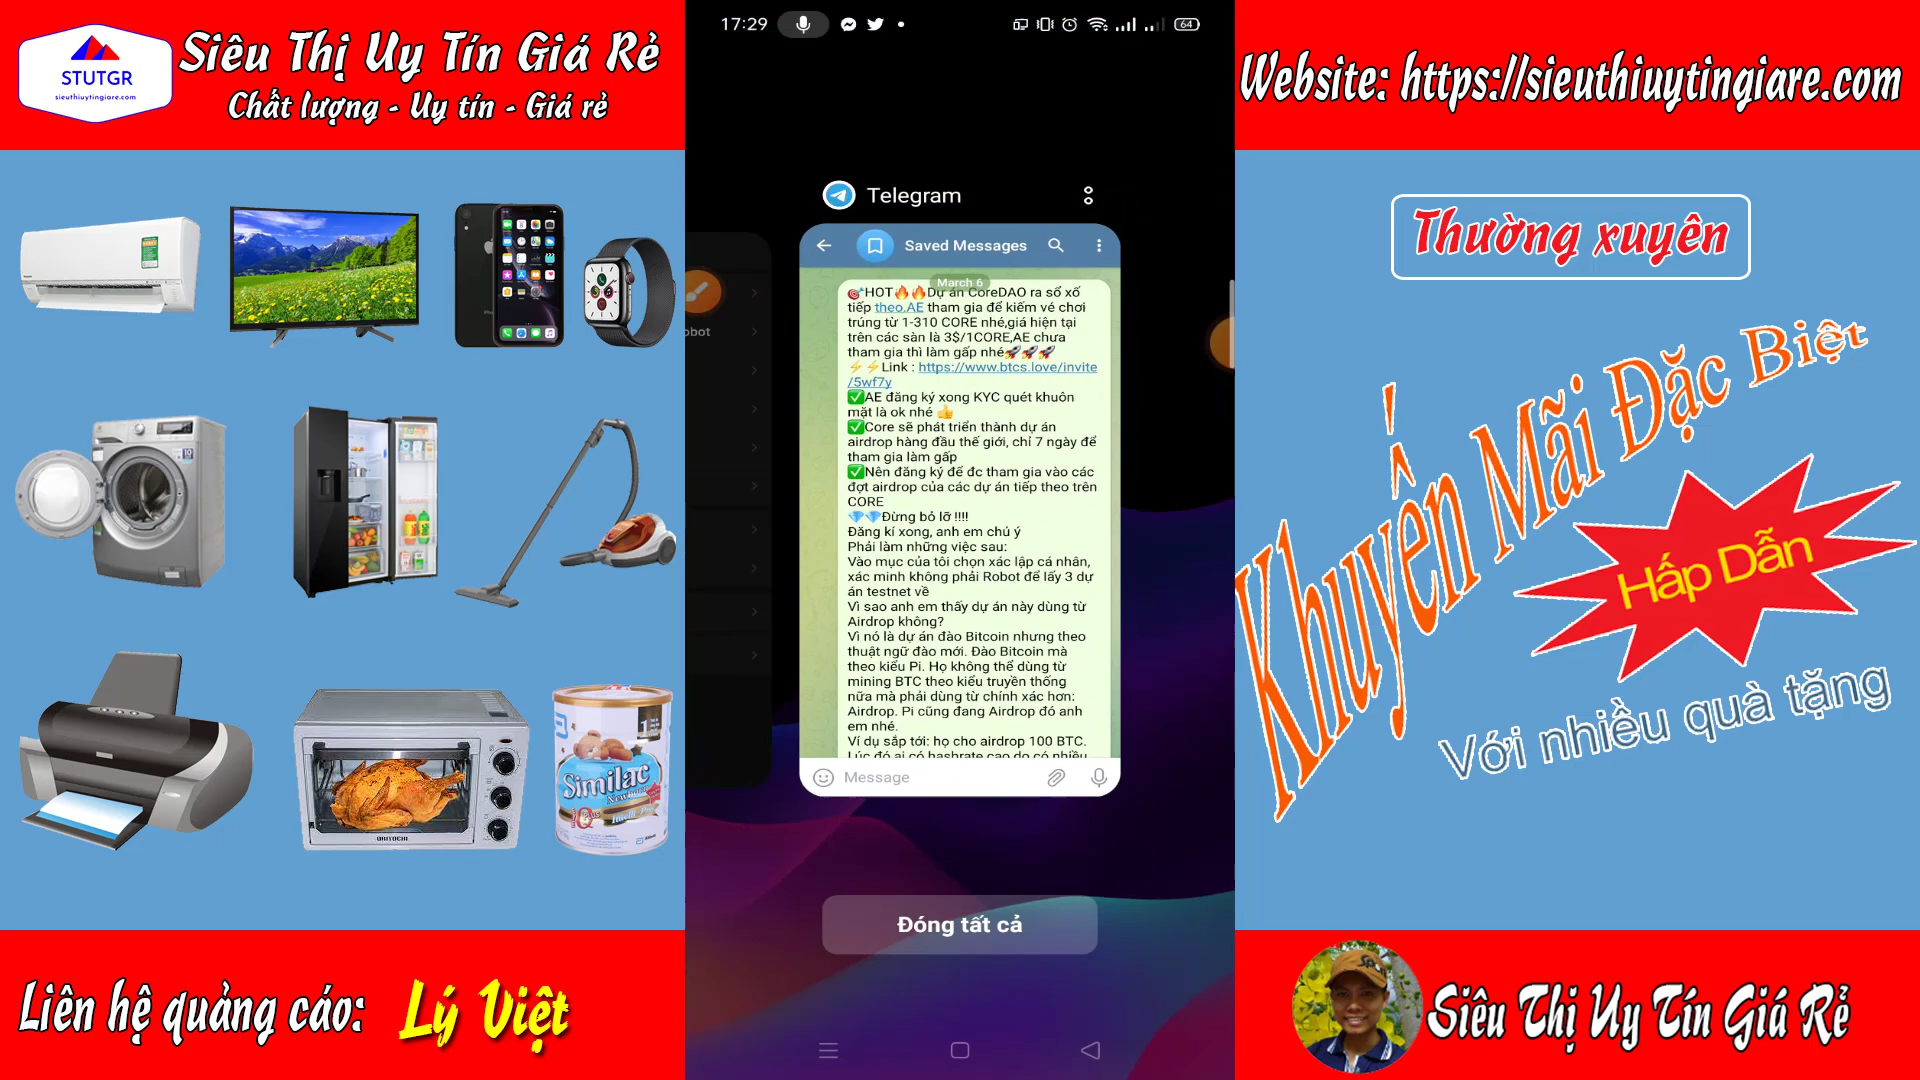 STUTGR
sieuthiuytingiare.com
Siêu Thị Uy Tín Giá Rẻ
Chất lượng - Uy tín - Giá rẻ
17:29
64
Website: https://sieuthiuytingiare.com
Telegram
Saved Messages
March 6
🎯HOT🔥🔥Dự án CoreDAO ra sổ xố
tiếp theo.AE tham gia để kiếm vé chơi
trúng từ 1-310 CORE nhé,giá hiện tại
trên các sàn là 3$/1CORE,AE chưa
tham gia thì làm gấp nhé🚀🚀🚀
⚡⚡Link : https://www.btcs.love/invite
/5wf7y
✅AE đăng ký xong KYC quét khuôn
mặt là ok nhé 👍
✅Core sẽ phát triển thành dự án
airdrop hàng đầu thế giới, chỉ 7 ngày để
tham gia làm gấp
✅Nên đăng ký để đc tham gia vào các
đợt airdrop của các dự án tiếp theo trên
CORE
💎💎Đừng bỏ lỡ !!!!
Đăng kí xong, anh em chú ý
Phải làm những việc sau:
Vào mục của tôi chọn xác lập cá nhân,
xác minh không phải Robot để lấy 3 dự
án testnet về
Vì sao anh em thấy dự án này dùng từ
Airdrop không?
Vì nó là dự án đào Bitcoin nhưng theo
thuật ngữ đào mới. Đào Bitcoin mà
theo kiểu Pi. Họ không thể dùng từ
mining BTC theo kiểu truyền thống
nữa mà phải dùng từ chính xác hơn:
Airdrop. Pi cũng đang Airdrop đó anh
em nhé.
Ví dụ sắp tới: họ cho airdrop 100 BTC.
Lúc đó ai có hashrate cao do có nhiều
Message
obot
Đóng tất cả
Thường xuyên
Khuyến Mãi Đặc Biệt
Hấp Dẫn
Với nhiều quà tặng
Similac
Liên hệ quảng cáo: Lý Việt
Siêu Thị Uy Tín Giá Rẻ